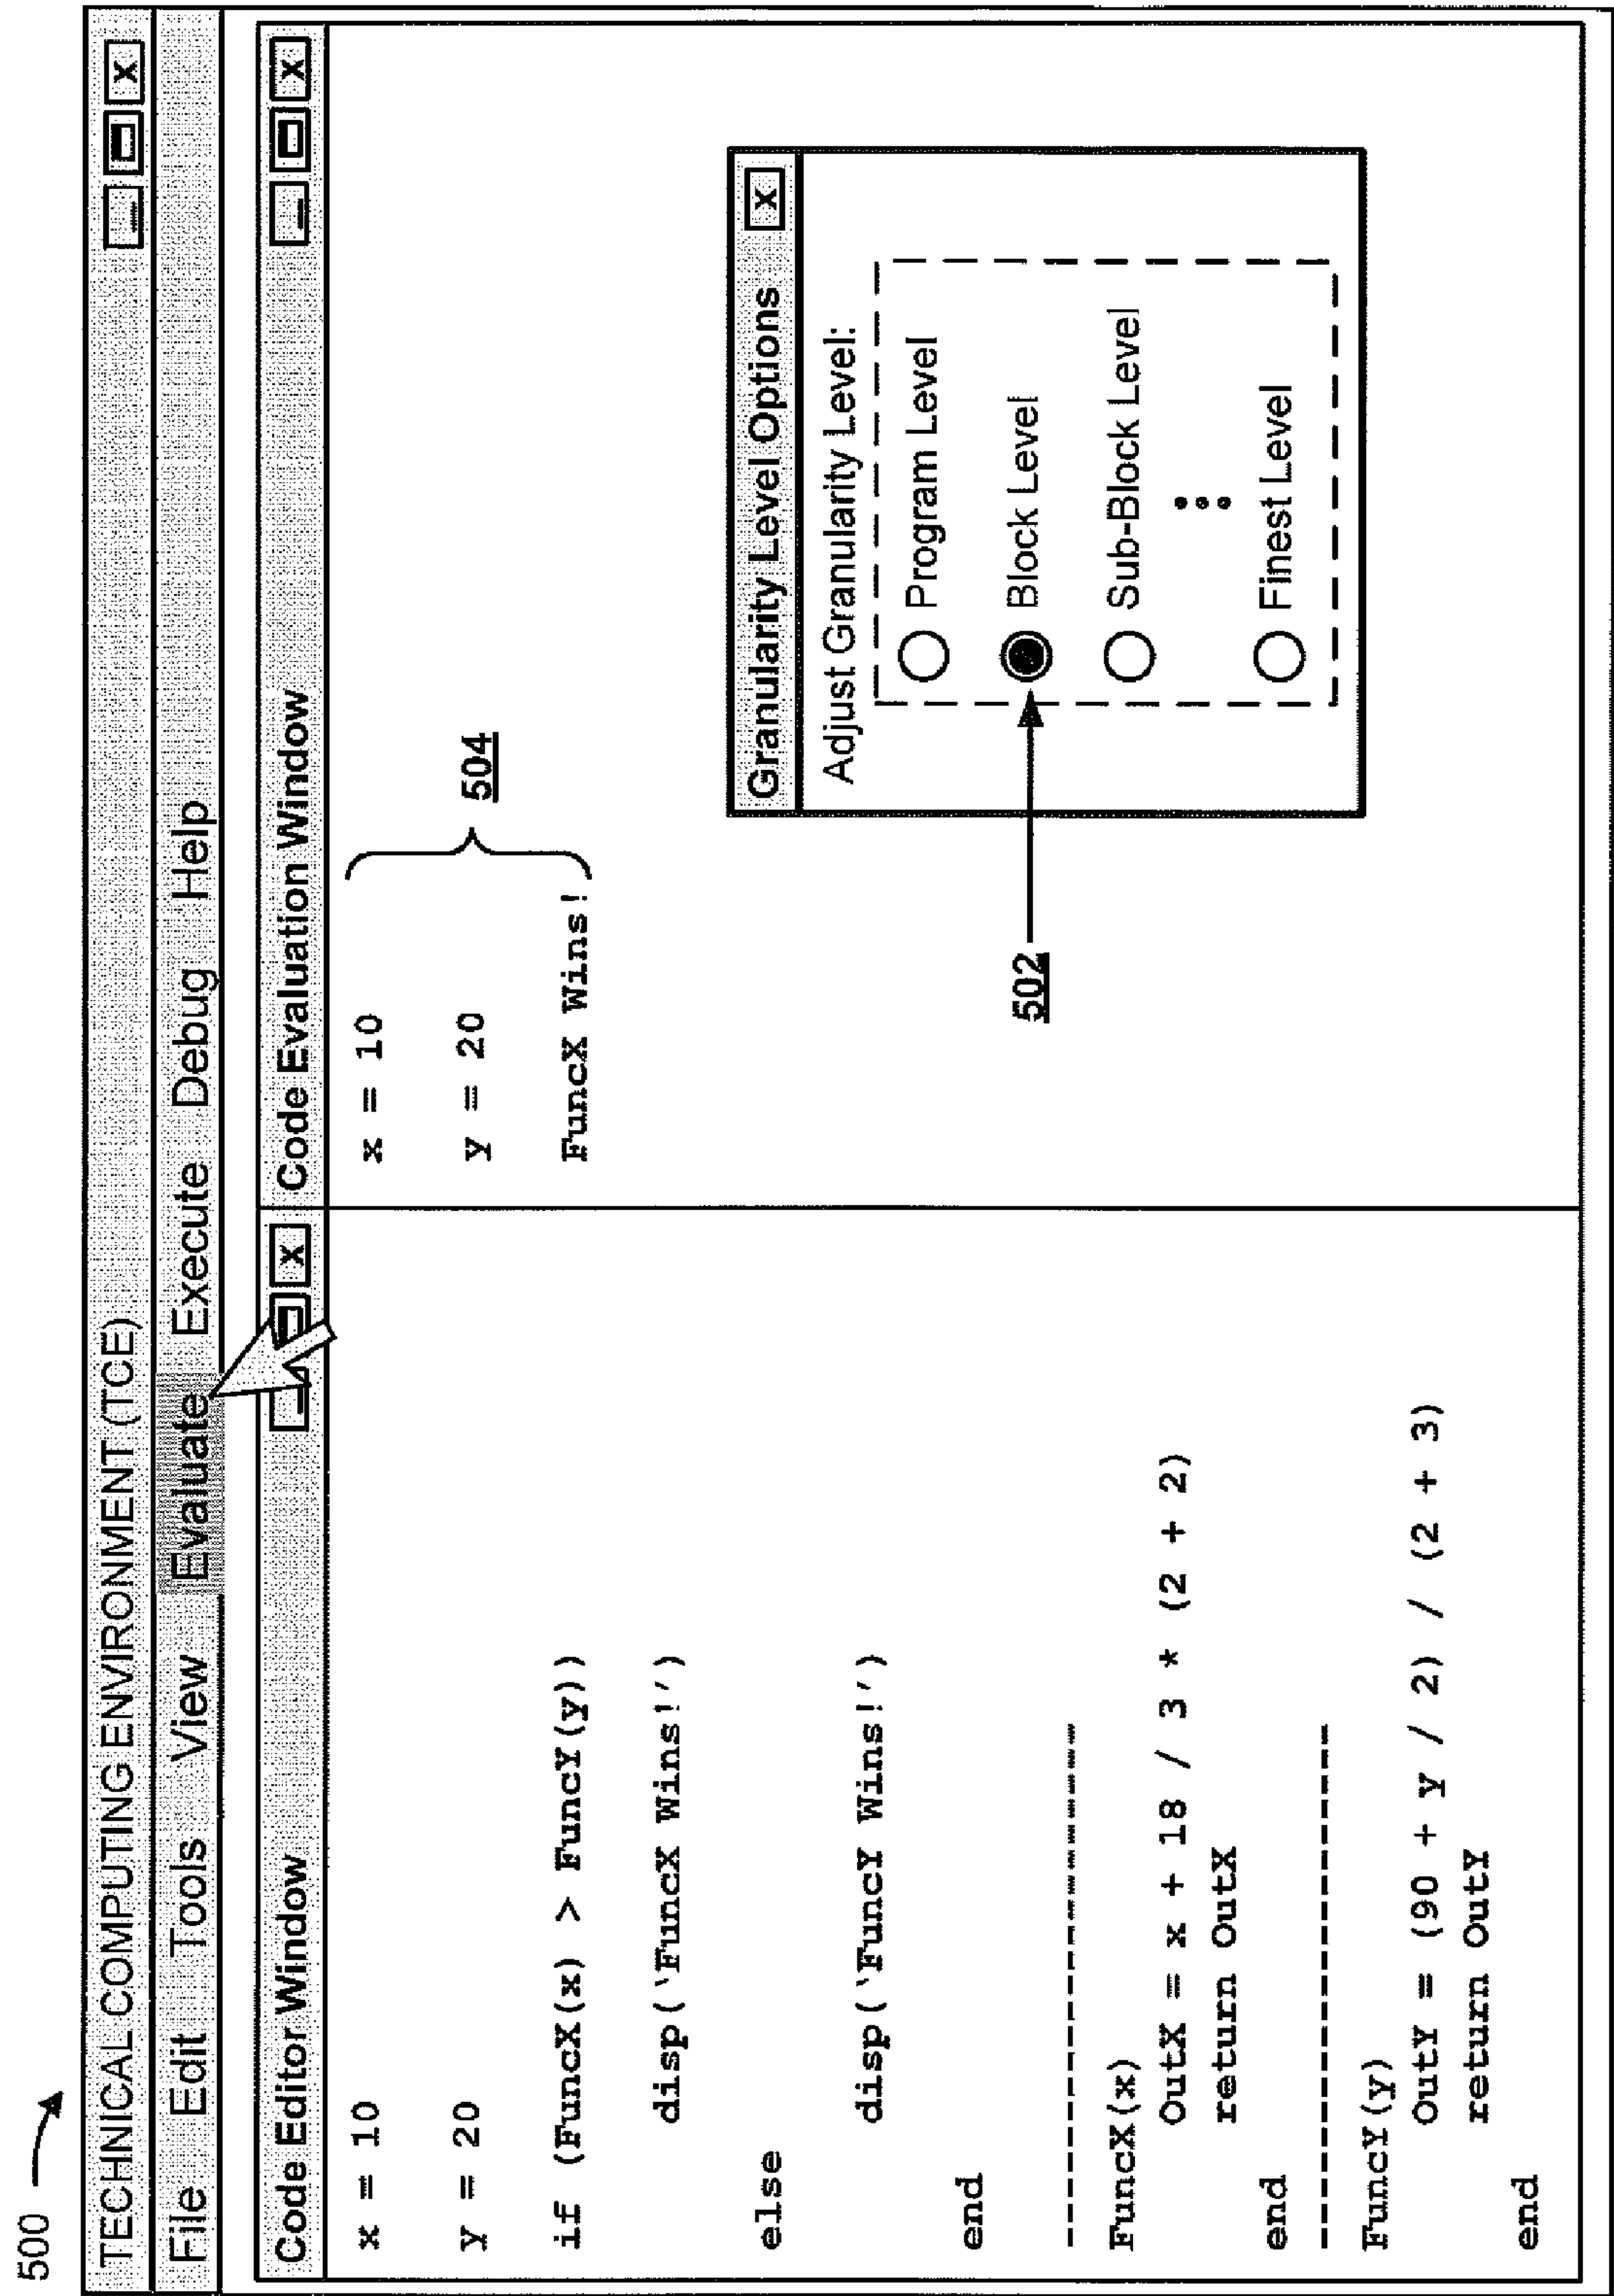 500
TECHNICAL COMPUTING ENVIRONMENT (TCE)
File Edit Tools View Evaluate Execute Debug Help
Code Editor Window
x = 10
y = 20
if (FuncX(x) > FuncY(y))
disp(‘FuncX Wins!’)
else
disp(‘FuncY Wins!’)
end
--------------------
FuncX(x)
OutX = x + 18 / 3 * (2 + 2)
return OutX
end
--------------------
FuncY(y)
OutY = (90 + y / 2) / (2 + 3)
return OutY
end
Code Evaluation Window
x = 10
y = 20
FuncX Wins!
504
502
Granularity Level Options
X
Adjust Granularity Level:
Program Level
Block Level
Sub-Block Level
Finest Level